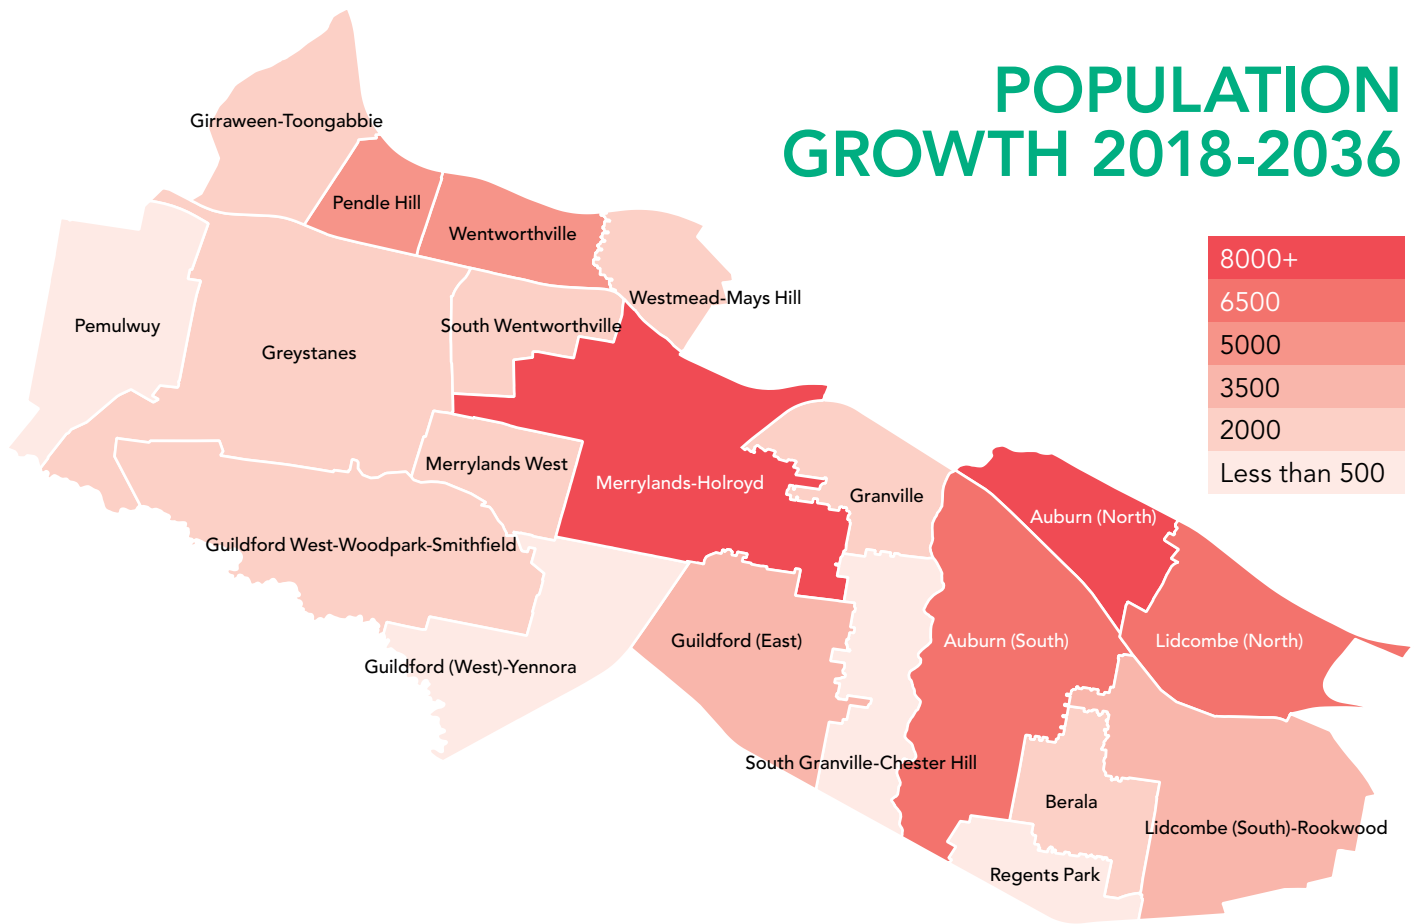 POPULATION
GROWTH 2018-2036
Girraween-Toongabbie
Pendle Hill
Wentworthville
Westmead-Mays Hill
Pemulwuy
Greystanes
South Wentworthville
8000+
6500
5000
3500
2000
Less than 500
Merrylands West
Merrylands-Holroyd
Granville
Auburn (North)
Guildford West-Woodpark-Smithfield
Guildford (East)
Auburn (South)
Lidcombe (North)
Guildford (West)-Yennora
South Granville-Chester Hill
Berala
Lidcombe (South)-Rookwood
Regents Park